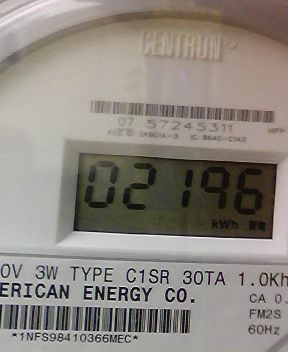 CENTRON
07 57245311 HPP
02196
kWh
0V 3W TYPE C1SR 30TA 1.0Kh
ERICAN ENERGY CO. CA 0.
FM2S
60Hz
*1NFS98410366MEC*